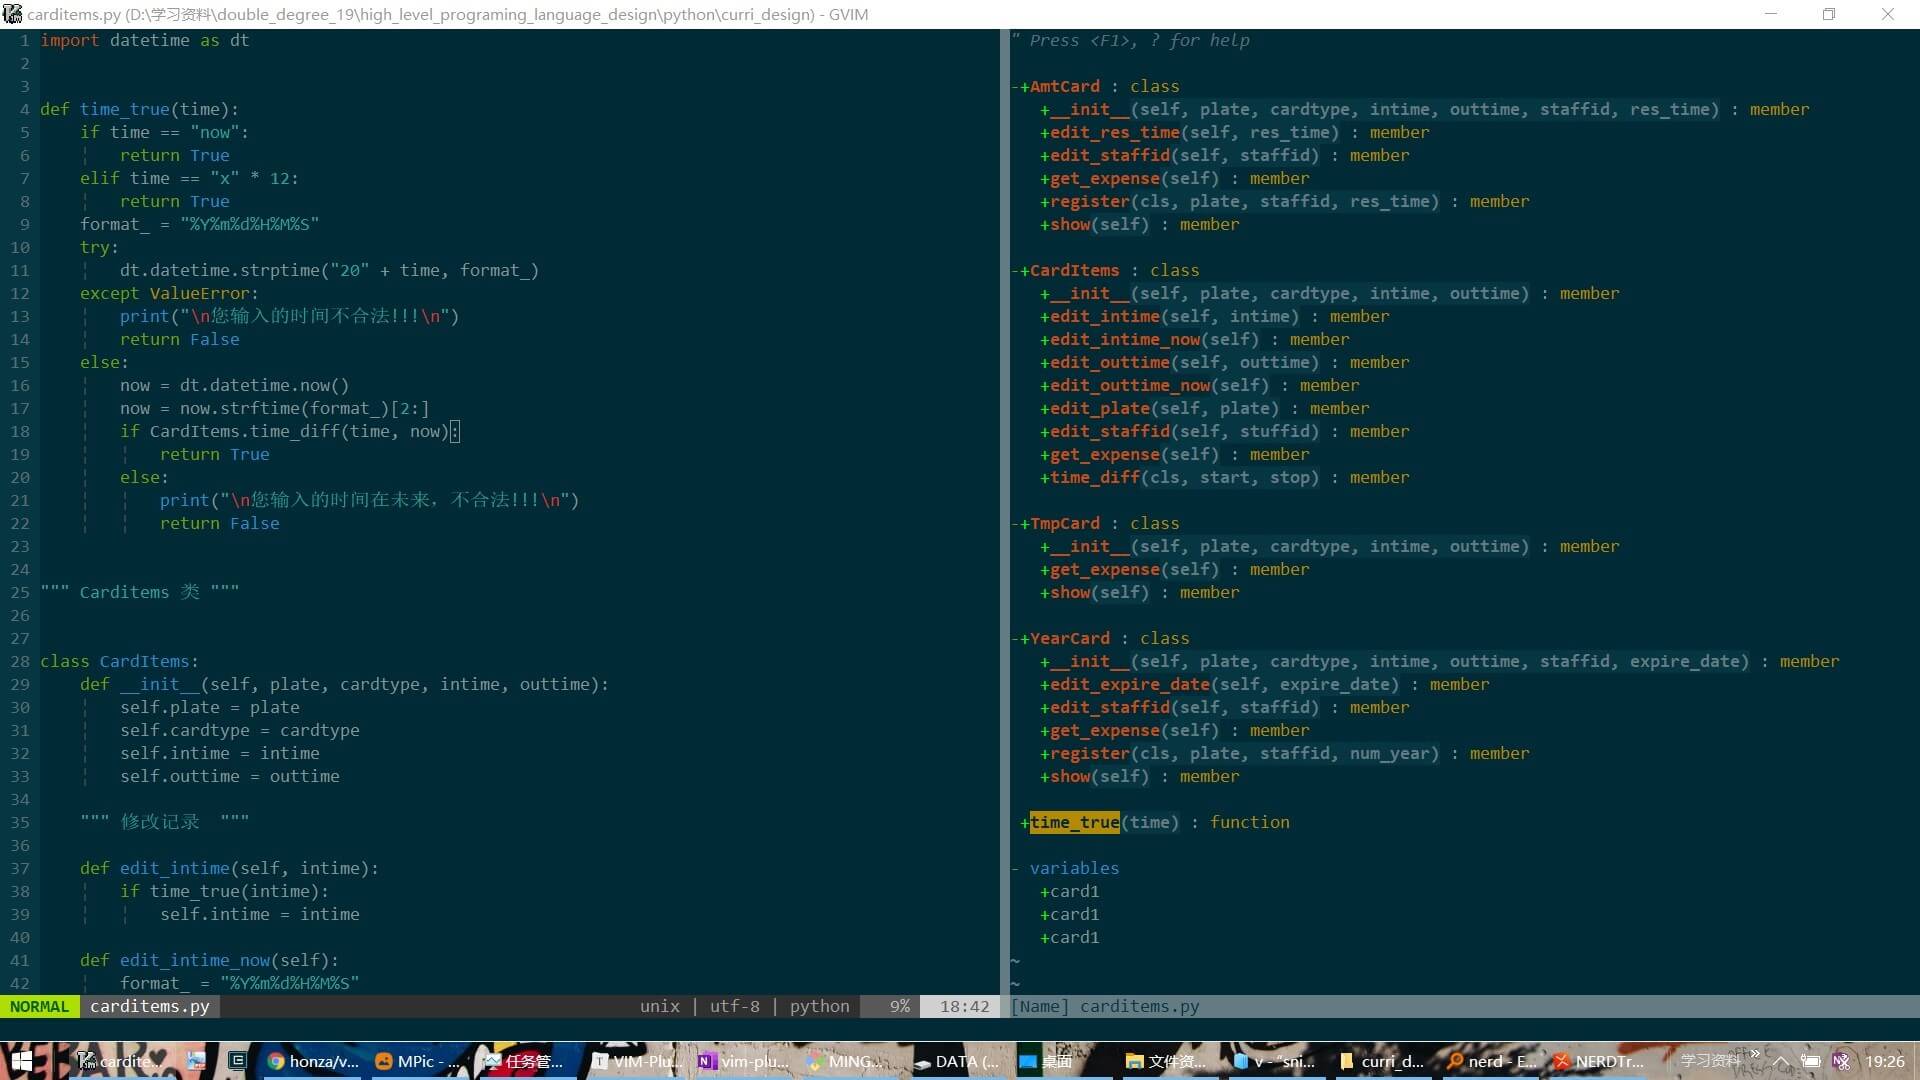 carditems.py (D:\学习资料\double_degree_19\high_level_programing_language_design\python\curri_design) - GVIM
1 import datetime as dt
2
3
4 def time_true(time):
5 if time == "now":
6 return True
7 elif time == "x" * 12:
8 return True
9 format_ = "%Y%m%d%H%M%S"
10 try:
11 dt.datetime.strptime("20" + time, format_)
12 except ValueError:
13 print("\n您输入的时间不合法!!!\n")
14 return False
15 else:
16 now = dt.datetime.now()
17 now = now.strftime(format_)[2:]
18 if CardItems.time_diff(time, now):
19 return True
20 else:
21 print("\n您输入的时间在未来，不合法!!!\n")
22 return False
23
24
25 """ Carditems 类 """
26
27
28 class CardItems:
29 def __init__(self, plate, cardtype, intime, outtime):
30 self.plate = plate
31 self.cardtype = cardtype
32 self.intime = intime
33 self.outtime = outtime
34
35 """ 修改记录 """
36
37 def edit_intime(self, intime):
38 if time_true(intime):
39 self.intime = intime
40
41 def edit_intime_now(self):
42 format_ = "%Y%m%d%H%M%S"
NORMAL carditems.py unix | utf-8 | python 9% 18:42
" Press <F1>, ? for help
-+AmtCard : class
+__init__(self, plate, cardtype, intime, outtime, staffid, res_time) : member
+edit_res_time(self, res_time) : member
+edit_staffid(self, staffid) : member
+get_expense(self) : member
+register(cls, plate, staffid, res_time) : member
+show(self) : member
-+CardItems : class
+__init__(self, plate, cardtype, intime, outtime) : member
+edit_intime(self, intime) : member
+edit_intime_now(self) : member
+edit_outtime(self, outtime) : member
+edit_outtime_now(self) : member
+edit_plate(self, plate) : member
+edit_staffid(self, stuffid) : member
+get_expense(self) : member
+time_diff(cls, start, stop) : member
-+TmpCard : class
+__init__(self, plate, cardtype, intime, outtime) : member
+get_expense(self) : member
+show(self) : member
-+YearCard : class
+__init__(self, plate, cardtype, intime, outtime, staffid, expire_date) : member
+edit_expire_date(self, expire_date) : member
+edit_staffid(self, staffid) : member
+get_expense(self) : member
+register(cls, plate, staffid, num_year) : member
+show(self) : member
+time_true(time) : function
- variables
+card1
+card1
+card1
~
~
[Name] carditems.py
cardite... honza/v... MPic - ... 任务管... VIM-Plu... vim-plu... MING... DATA (... 桌面 文件资... v - "sni... curri_d... nerd - E... NERDTr... 学习资料 » 19:26